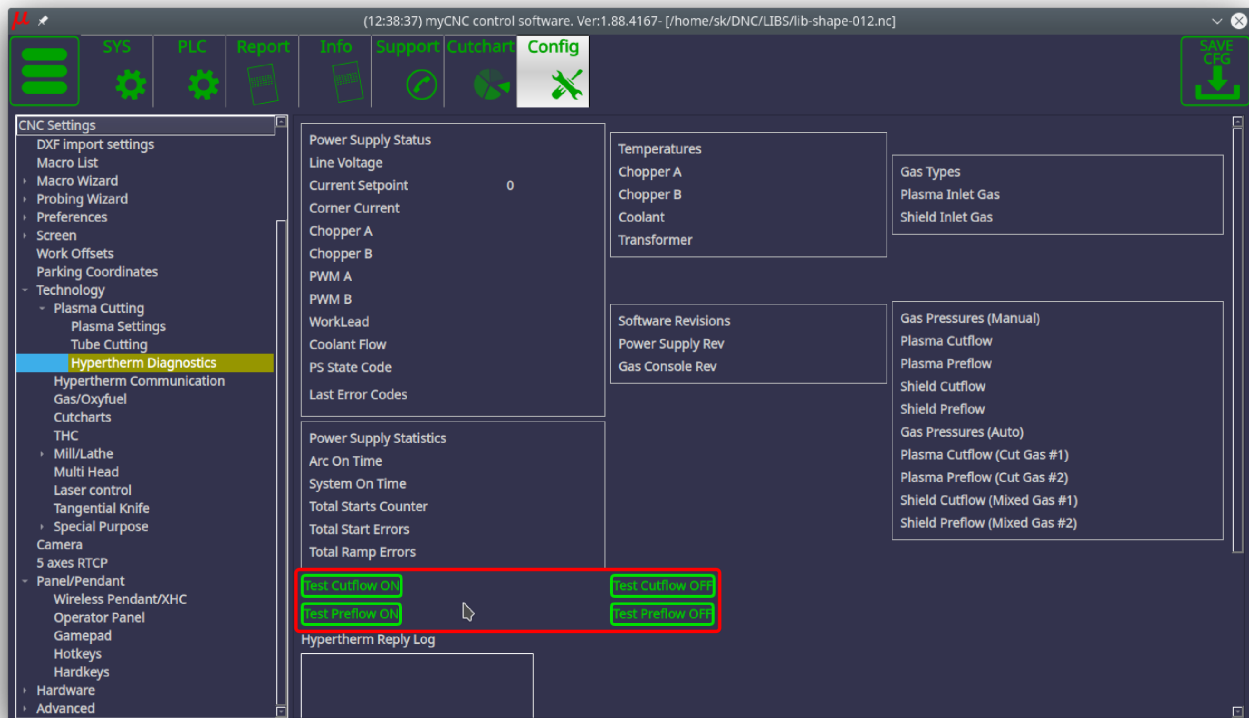 (12:38:37) myCNC control software. Ver:1.88.4167- [/home/sk/DNC/LIBS/lib-shape-012.nc]
SYS
PLC
Report
Info
Support
Cutchart
Config
SAVE
CFG
CNC Settings
DXF import settings
Macro List
Macro Wizard
Probing Wizard
Preferences
Screen
Work Offsets
Parking Coordinates
Technology
Plasma Cutting
Plasma Settings
Tube Cutting
Hypertherm Diagnostics
Hypertherm Communication
Gas/Oxyfuel
Cutcharts
THC
Mill/Lathe
Multi Head
Laser control
Tangential Knife
Special Purpose
Camera
5 axes RTCP
Panel/Pendant
Wireless Pendant/XHC
Operator Panel
Gamepad
Hotkeys
Hardkeys
Hardware
Advanced
Power Supply Status
Line Voltage
Current Setpoint 0
Corner Current
Chopper A
Chopper B
PWM A
PWM B
WorkLead
Coolant Flow
PS State Code
Last Error Codes
Power Supply Statistics
Arc On Time
System On Time
Total Starts Counter
Total Start Errors
Total Ramp Errors
Temperatures
Chopper A
Chopper B
Coolant
Transformer
Software Revisions
Power Supply Rev
Gas Console Rev
Gas Types
Plasma Inlet Gas
Shield Inlet Gas
Gas Pressures (Manual)
Plasma Cutflow
Plasma Preflow
Shield Cutflow
Shield Preflow
Gas Pressures (Auto)
Plasma Cutflow (Cut Gas #1)
Plasma Preflow (Cut Gas #2)
Shield Cutflow (Mixed Gas #1)
Shield Preflow (Mixed Gas #2)
Test Cutflow ON
Test Cutflow OFF
Test Preflow ON
Test Preflow OFF
Hypertherm Reply Log